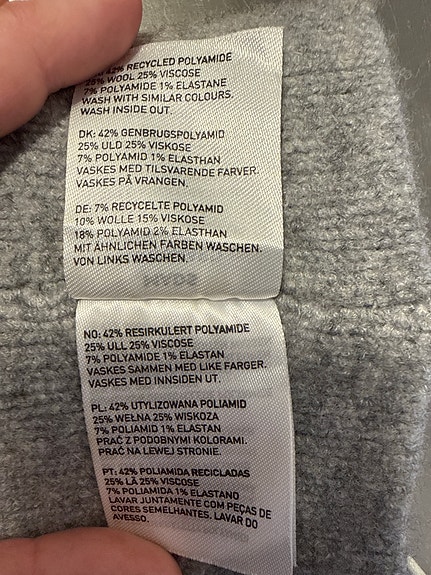 42% RECYCLED POLYAMIDE
25% WOOL 25% VISCOSE
7% POLYAMIDE 1% ELASTANE
WASH WITH SIMILAR COLOURS.
WASH INSIDE OUT.
DK: 42% GENBRUGSPOLYAMID
25% ULD 25% VISKOSE
7% POLYAMID 1% ELASTHAN
VASKES MED TILSVARENDE FARVER.
VASKES PÅ VRANGEN.
DE: 7% RECYCELTE POLYAMID
10% WOLLE 15% VISKOSE
18% POLYAMID 2% ELASTHAN
MIT ÄHNLICHEN FARBEN WASCHEN.
VON LINKS WASCHEN.
NO: 42% RESIRKULERT POLYAMIDE
25% ULL 25% VISCOSE
7% POLYAMIDE 1% ELASTAN
VASKES SAMMEN MED LIKE FARGER.
VASKES MED INNSIDEN UT.
PL: 42% UTYLIZOWANA POLIAMID
25% WEŁNA 25% WISKOZA
7% POLIAMID 1% ELASTAN
PRAĆ Z PODOBNYMI KOLORAMI.
PRAĆ NA LEWEJ STRONIE.
PT: 42% POLIAMIDA RECICLADAS
25% LÃ 25% VISCOSE
7% POLIAMIDA 1% ELASTANO
LAVAR JUNTAMENTE COM PEÇAS DE
CORES SEMELHANTES. LAVAR DO
AVESSO.